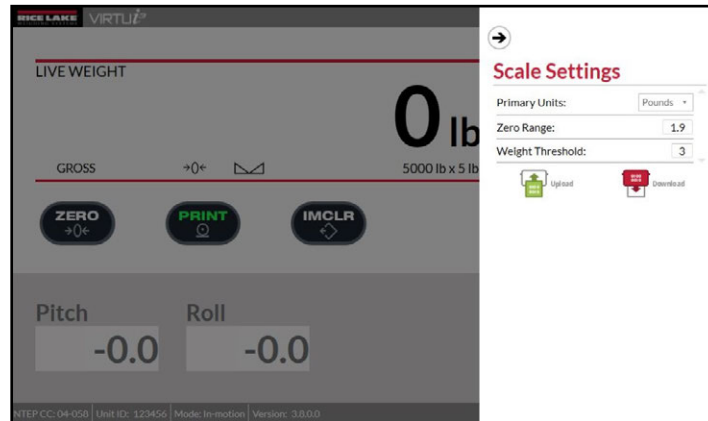 RICE LAKE VIRTUi³
LIVE WEIGHT
0 lb
GROSS →0← 5000 lb x 5 lb
ZERO PRINT IMCLR
→0←
Pitch Roll
-0.0 -0.0
NTEP CC: 04-058 Unit ID: 123456 Mode: In-motion Version: 3.8.0.0
Scale Settings
Primary Units: Pounds
Zero Range: 1.9
Weight Threshold: 3
Upload Download